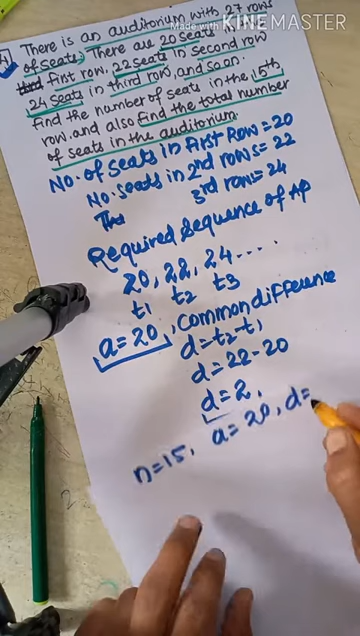 Made with KINEMASTER
4) There is an auditorium with 27 rows
of seats. There are 20 seats
in first row, 22 seats in second row
24 seats in third row, and so on.
find the number of seats in the 15th
row. and also find the total number
of seats in the auditorium.
No. of seats in First Row = 20
No. seats in 2nd rows = 22
3rd row = 24
The
Required Sequence of AP
20, 22, 24 ....
t1 t2 t3
a = 20, Common difference
d = t2 - t1
d = 22 - 20
d = 2,
n = 15, a = 20, d =